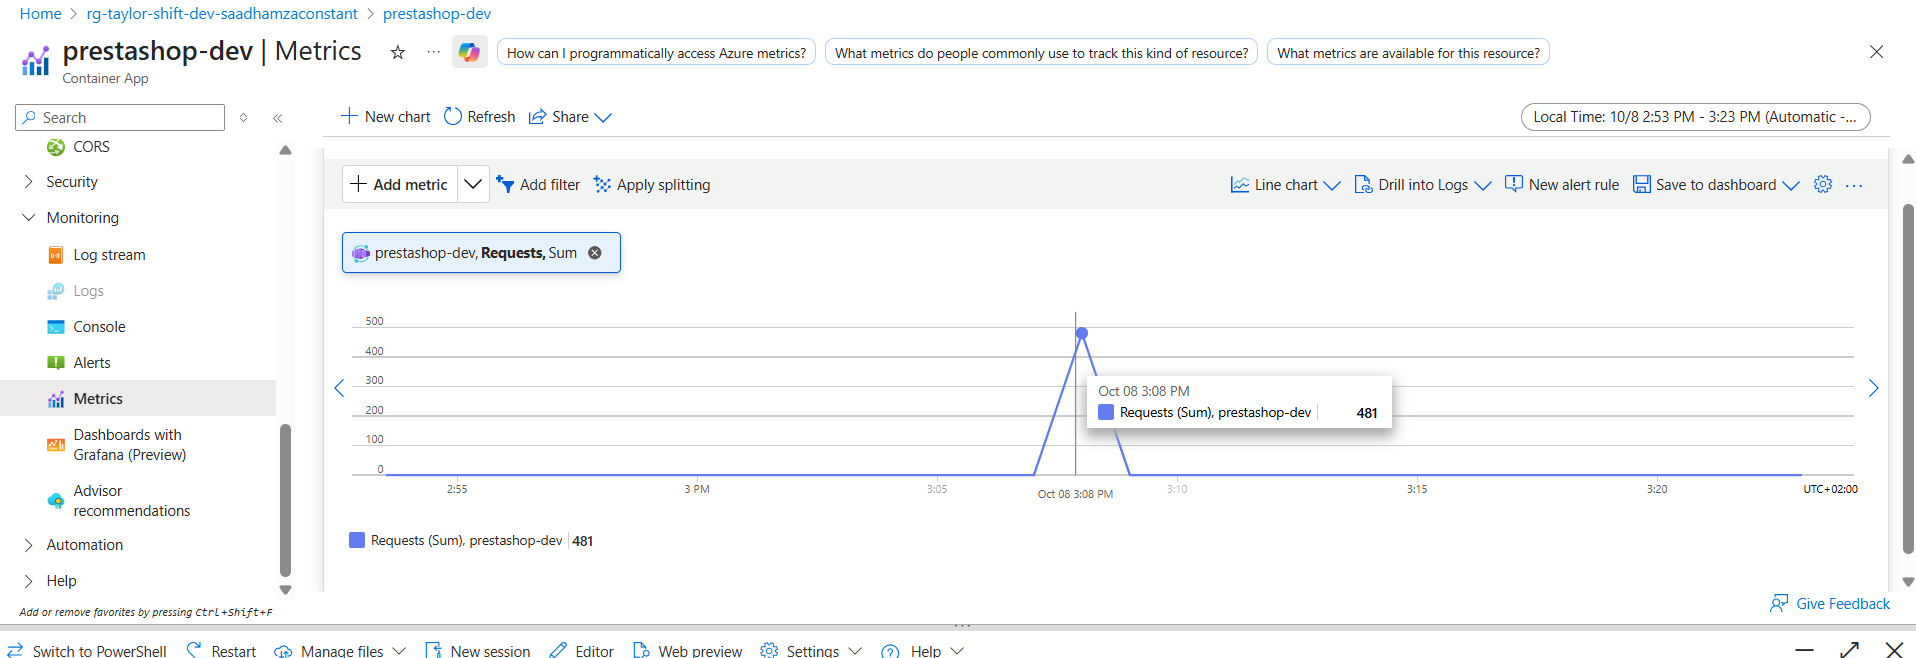 Home > rg-taylor-shift-dev-saadhamzaconstant > prestashop-dev
prestashop-dev | Metrics
Container App
How can I programmatically access Azure metrics?
What metrics do people commonly use to track this kind of resource?
What metrics are available for this resource?
Search
CORS
Security
Monitoring
Log stream
Logs
Console
Alerts
Metrics
Dashboards with
Grafana (Preview)
Advisor
recommendations
Automation
Help
Add or remove favorites by pressing Ctrl+Shift+F
New chart
Refresh
Share
Local Time: 10/8 2:53 PM - 3:23 PM (Automatic -...
Add metric
Add filter
Apply splitting
Line chart
Drill into Logs
New alert rule
Save to dashboard
prestashop-dev, Requests, Sum
500
400
300
200
100
0
Oct 08 3:08 PM
Requests (Sum), prestashop-dev 481
2:55
3 PM
3:05
Oct 08 3:08 PM
3:10
3:15
3:20
UTC+02:00
Requests (Sum), prestashop-dev 481
Give Feedback
Switch to PowerShell
Restart
Manage files
New session
Editor
Web preview
Settings
Help